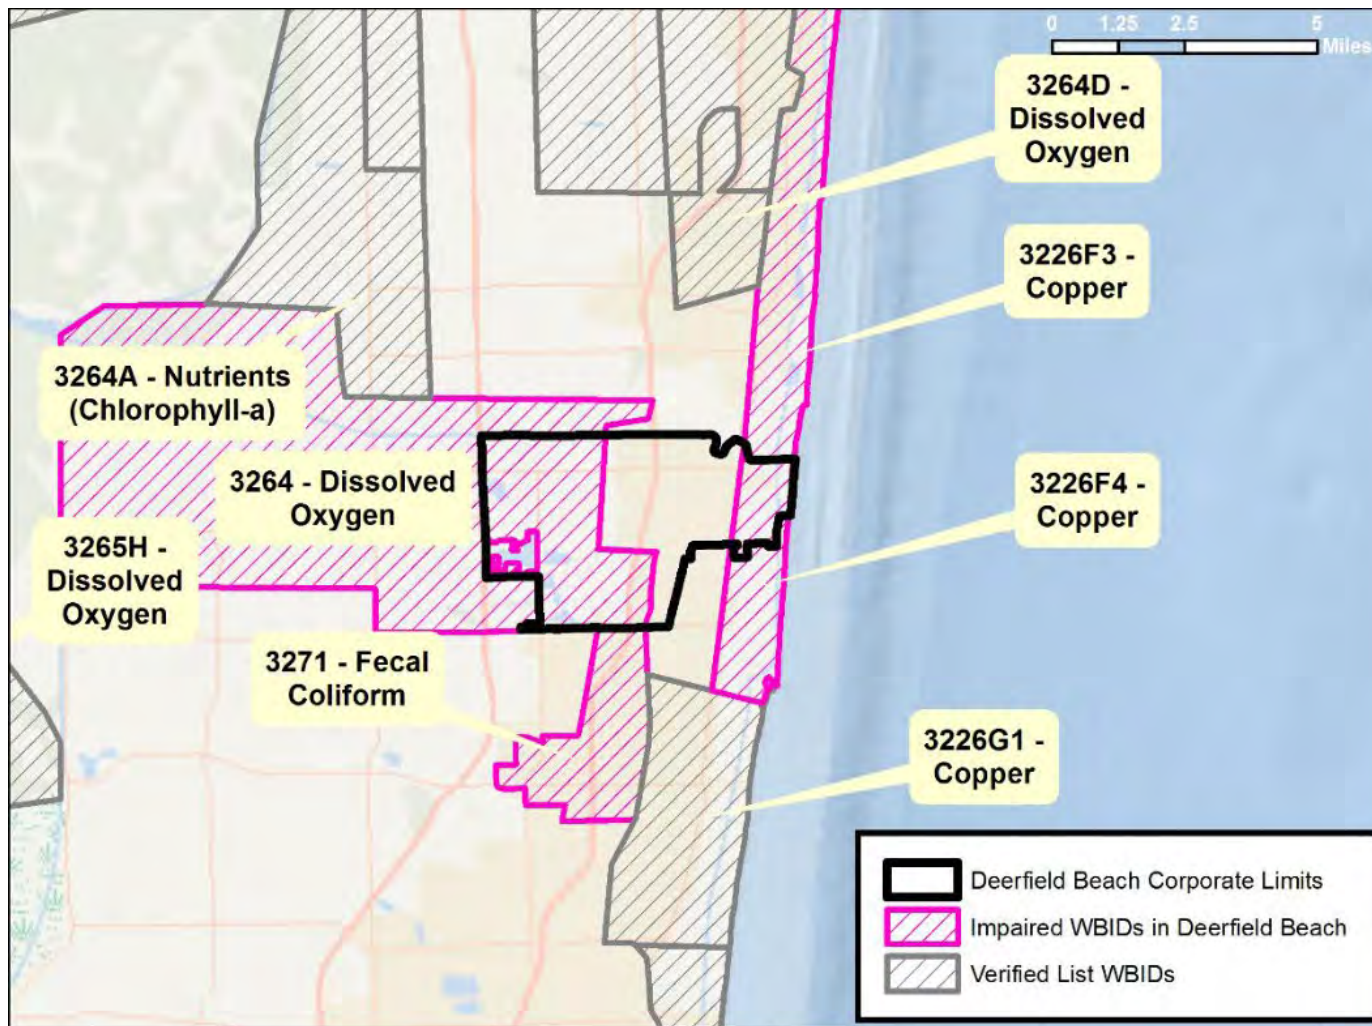 0 1.25 2.5 5
Miles
3264D -
Dissolved
Oxygen
3226F3 -
Copper
3264A - Nutrients
(Chlorophyll-a)
3264 - Dissolved
Oxygen
3226F4 -
Copper
3265H -
Dissolved
Oxygen
3271 - Fecal
Coliform
3226G1 -
Copper
Deerfield Beach Corporate Limits
Impaired WBIDs in Deerfield Beach
Verified List WBIDs